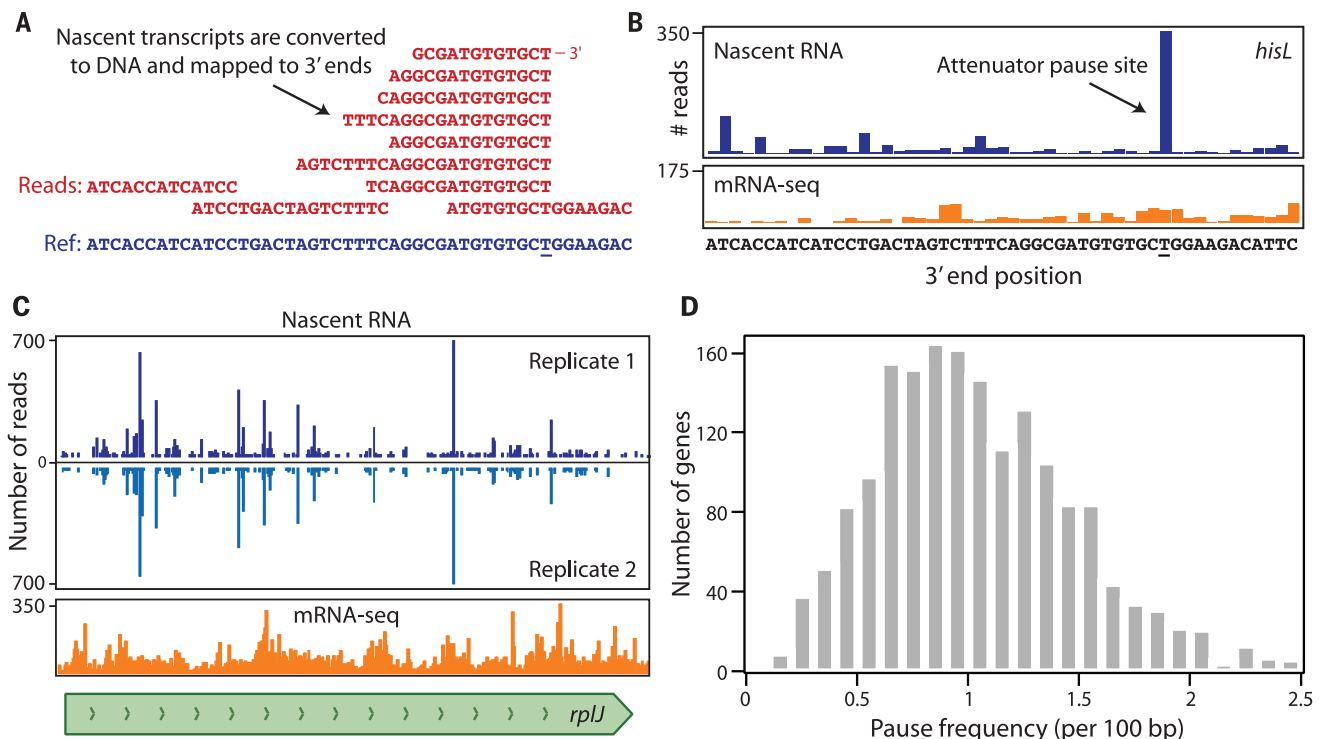 A
Nascent transcripts are converted
to DNA and mapped to 3' ends
GCGATGTGTGCT – 3'
AGGCGATGTGTGCT
CAGGCGATGTGTGCT
TTTCAGGCGATGTGTGCT
AGGCGATGTGTGCT
AGTCTTTCAGGCGATGTGTGCT
Reads: ATCACCATCATCC TCAGGCGATGTGTGCT
ATCCTGACTAGTCTTTC ATGTGTGCTGGAAGAC
Ref: ATCACCATCATCCTGACTAGTCTTTCAGGCGATGTGTGCTGGAAGAC
B
350
# reads
Nascent RNA
hisL
Attenuator pause site
175
mRNA-seq
ATCACCATCATCCTGACTAGTCTTTCAGGCGATGTGTGCTGGAAGACATTC
3' end position
C
Nascent RNA
700
Replicate 1
Number of reads
0
Replicate 2
700
350
mRNA-seq
rplJ
D
Number of genes
160
120
80
40
0
0 0.5 1 1.5 2 2.5
Pause frequency (per 100 bp)